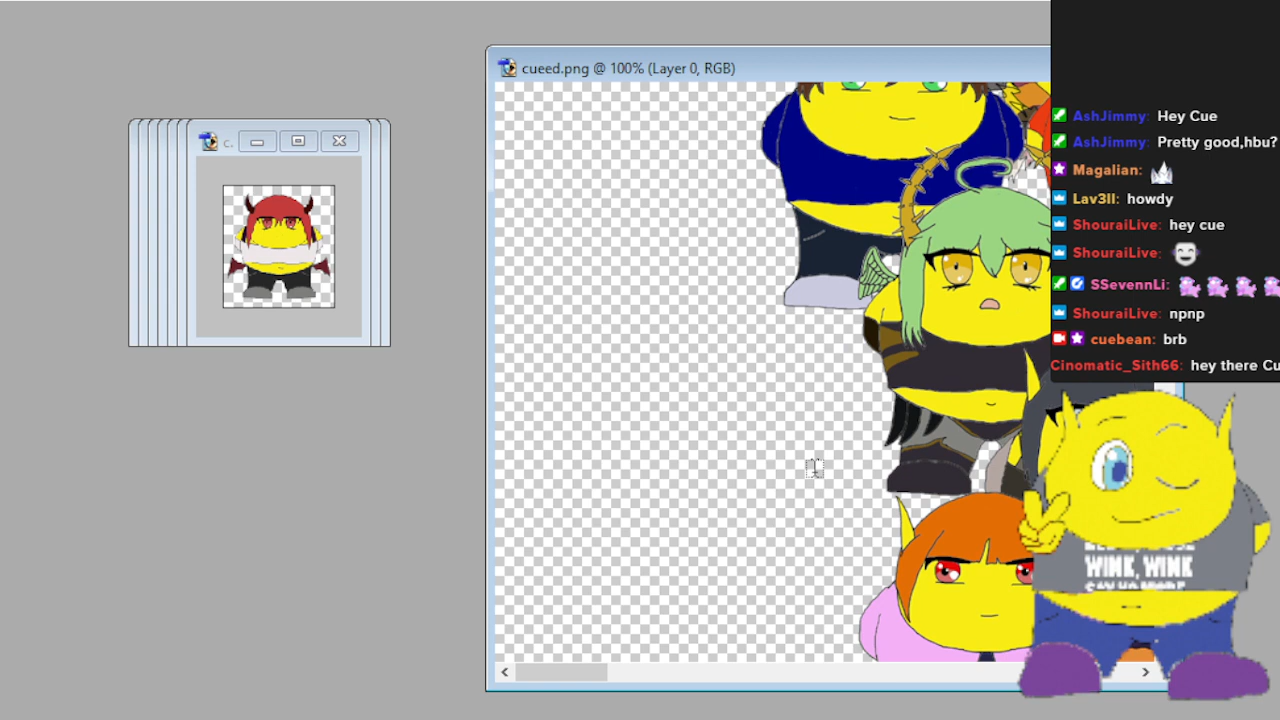 cueed.png @ 100% (Layer 0, RGB)
c.
AshJimmy: Hey Cue
AshJimmy: Pretty good,hbu?
Magalian:
Lav3ll: howdy
ShouraiLive: hey cue
ShouraiLive:
SSevennLi:
ShouraiLive: npnp
cuebean: brb
Cinomatic_Sith66: hey there Cu
WINK, WINK